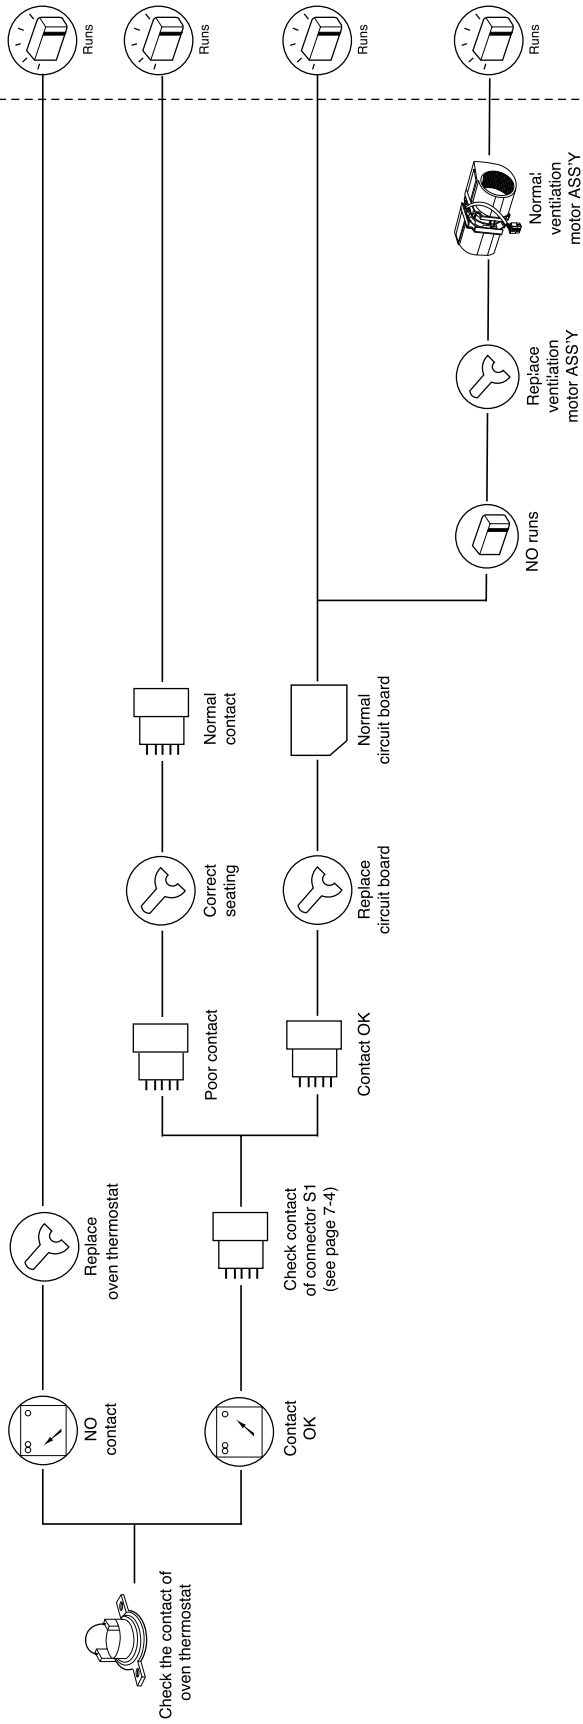 Check the contact of
oven thermostat
NO
contact
Replace
oven thermostat
Runs
Contact
OK
Check contact
of connector S1
(see page 7-4)
Poor contact
Correct
seating
Normal
contact
Runs
Contact OK
Replace
circuit board
Normal
circuit board
Runs
NO runs
Replace
ventilation
motor ASS'Y
Normal
ventilation
motor ASS'Y
Runs